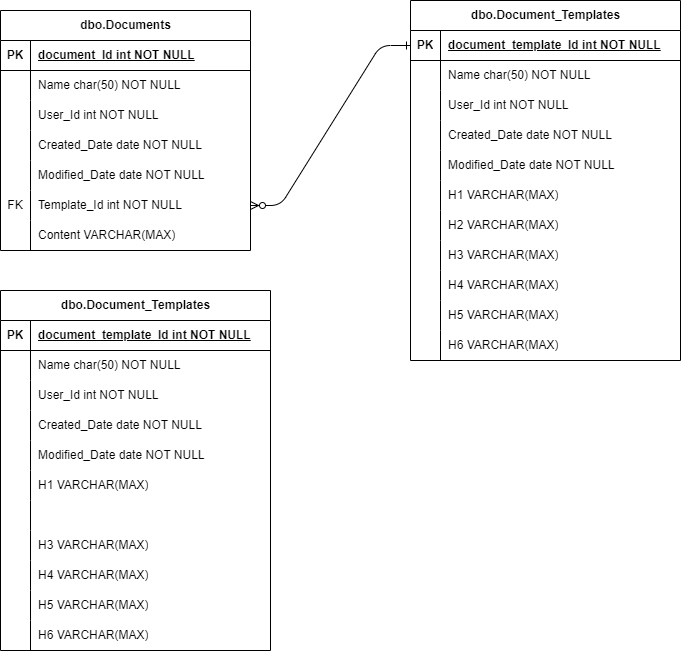 dbo.Documents
PK document_Id int NOT NULL
Name char(50) NOT NULL
User_Id int NOT NULL
Created_Date date NOT NULL
Modified_Date date NOT NULL
FK Template_Id int NOT NULL
Content VARCHAR(MAX)
dbo.Document_Templates
PK document_template_Id int NOT NULL
Name char(50) NOT NULL
User_Id int NOT NULL
Created_Date date NOT NULL
Modified_Date date NOT NULL
H1 VARCHAR(MAX)
H2 VARCHAR(MAX)
H3 VARCHAR(MAX)
H4 VARCHAR(MAX)
H5 VARCHAR(MAX)
H6 VARCHAR(MAX)
dbo.Document_Templates
PK document_template_Id int NOT NULL
Name char(50) NOT NULL
User_Id int NOT NULL
Created_Date date NOT NULL
Modified_Date date NOT NULL
H1 VARCHAR(MAX)
H3 VARCHAR(MAX)
H4 VARCHAR(MAX)
H5 VARCHAR(MAX)
H6 VARCHAR(MAX)